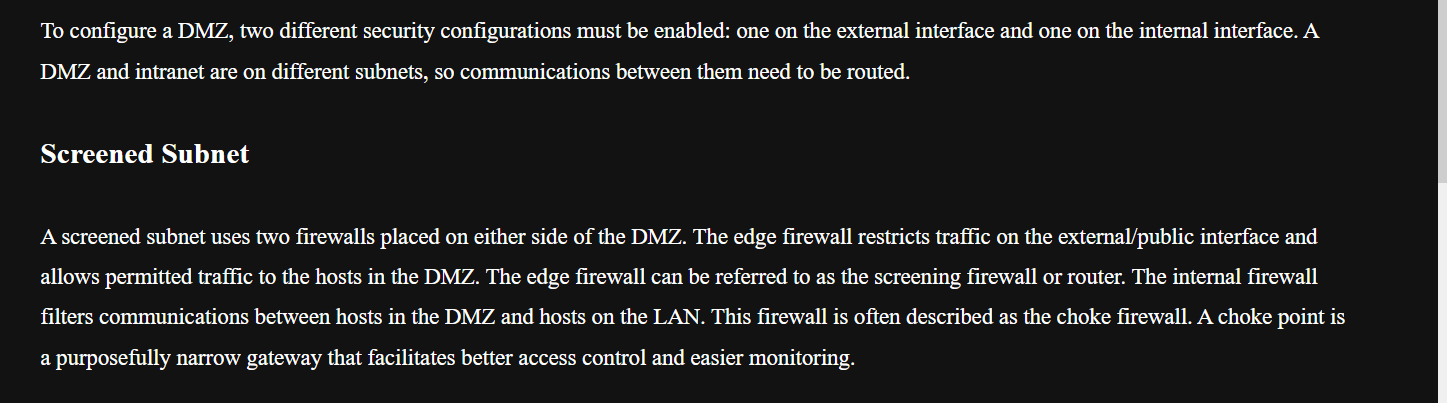 To configure a DMZ, two different security configurations must be enabled: one on the external interface and one on the internal interface. A
DMZ and intranet are on different subnets, so communications between them need to be routed.
Screened Subnet
A screened subnet uses two firewalls placed on either side of the DMZ. The edge firewall restricts traffic on the external/public interface and
allows permitted traffic to the hosts in the DMZ. The edge firewall can be referred to as the screening firewall or router. The internal firewall
filters communications between hosts in the DMZ and hosts on the LAN. This firewall is often described as the choke firewall. A choke point is
a purposefully narrow gateway that facilitates better access control and easier monitoring.